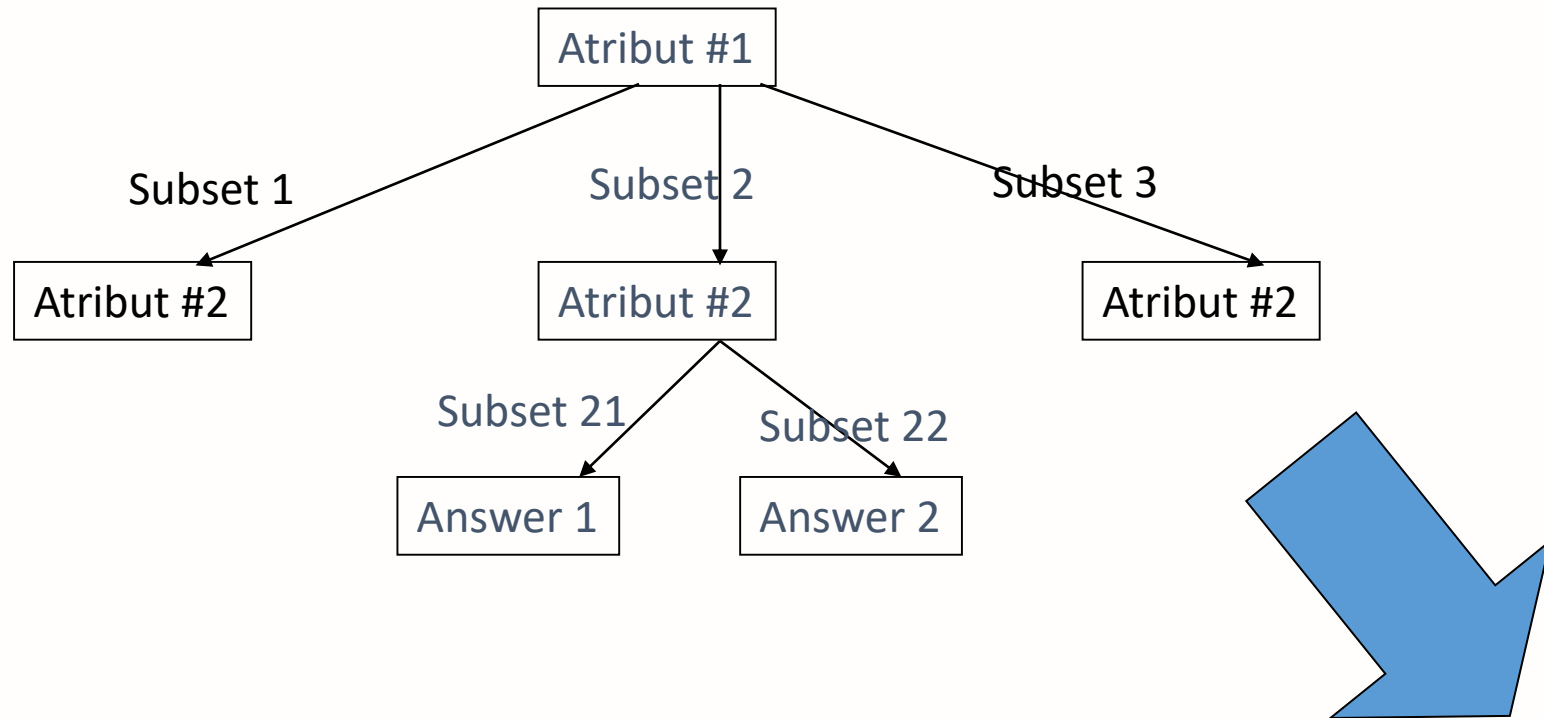 Atribut #1
Subset 1
Subset 2
Subset 3
Atribut #2
Atribut #2
Atribut #2
Subset 21
Subset 22
Answer 1
Answer 2